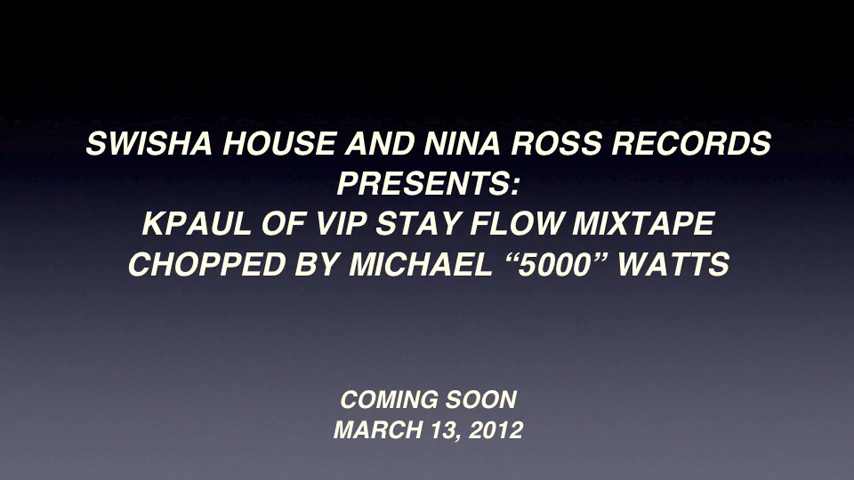 SWISHA HOUSE AND NINA ROSS RECORDS
PRESENTS:
KPAUL OF VIP STAY FLOW MIXTAPE
CHOPPED BY MICHAEL “5000” WATTS
COMING SOON
MARCH 13, 2012